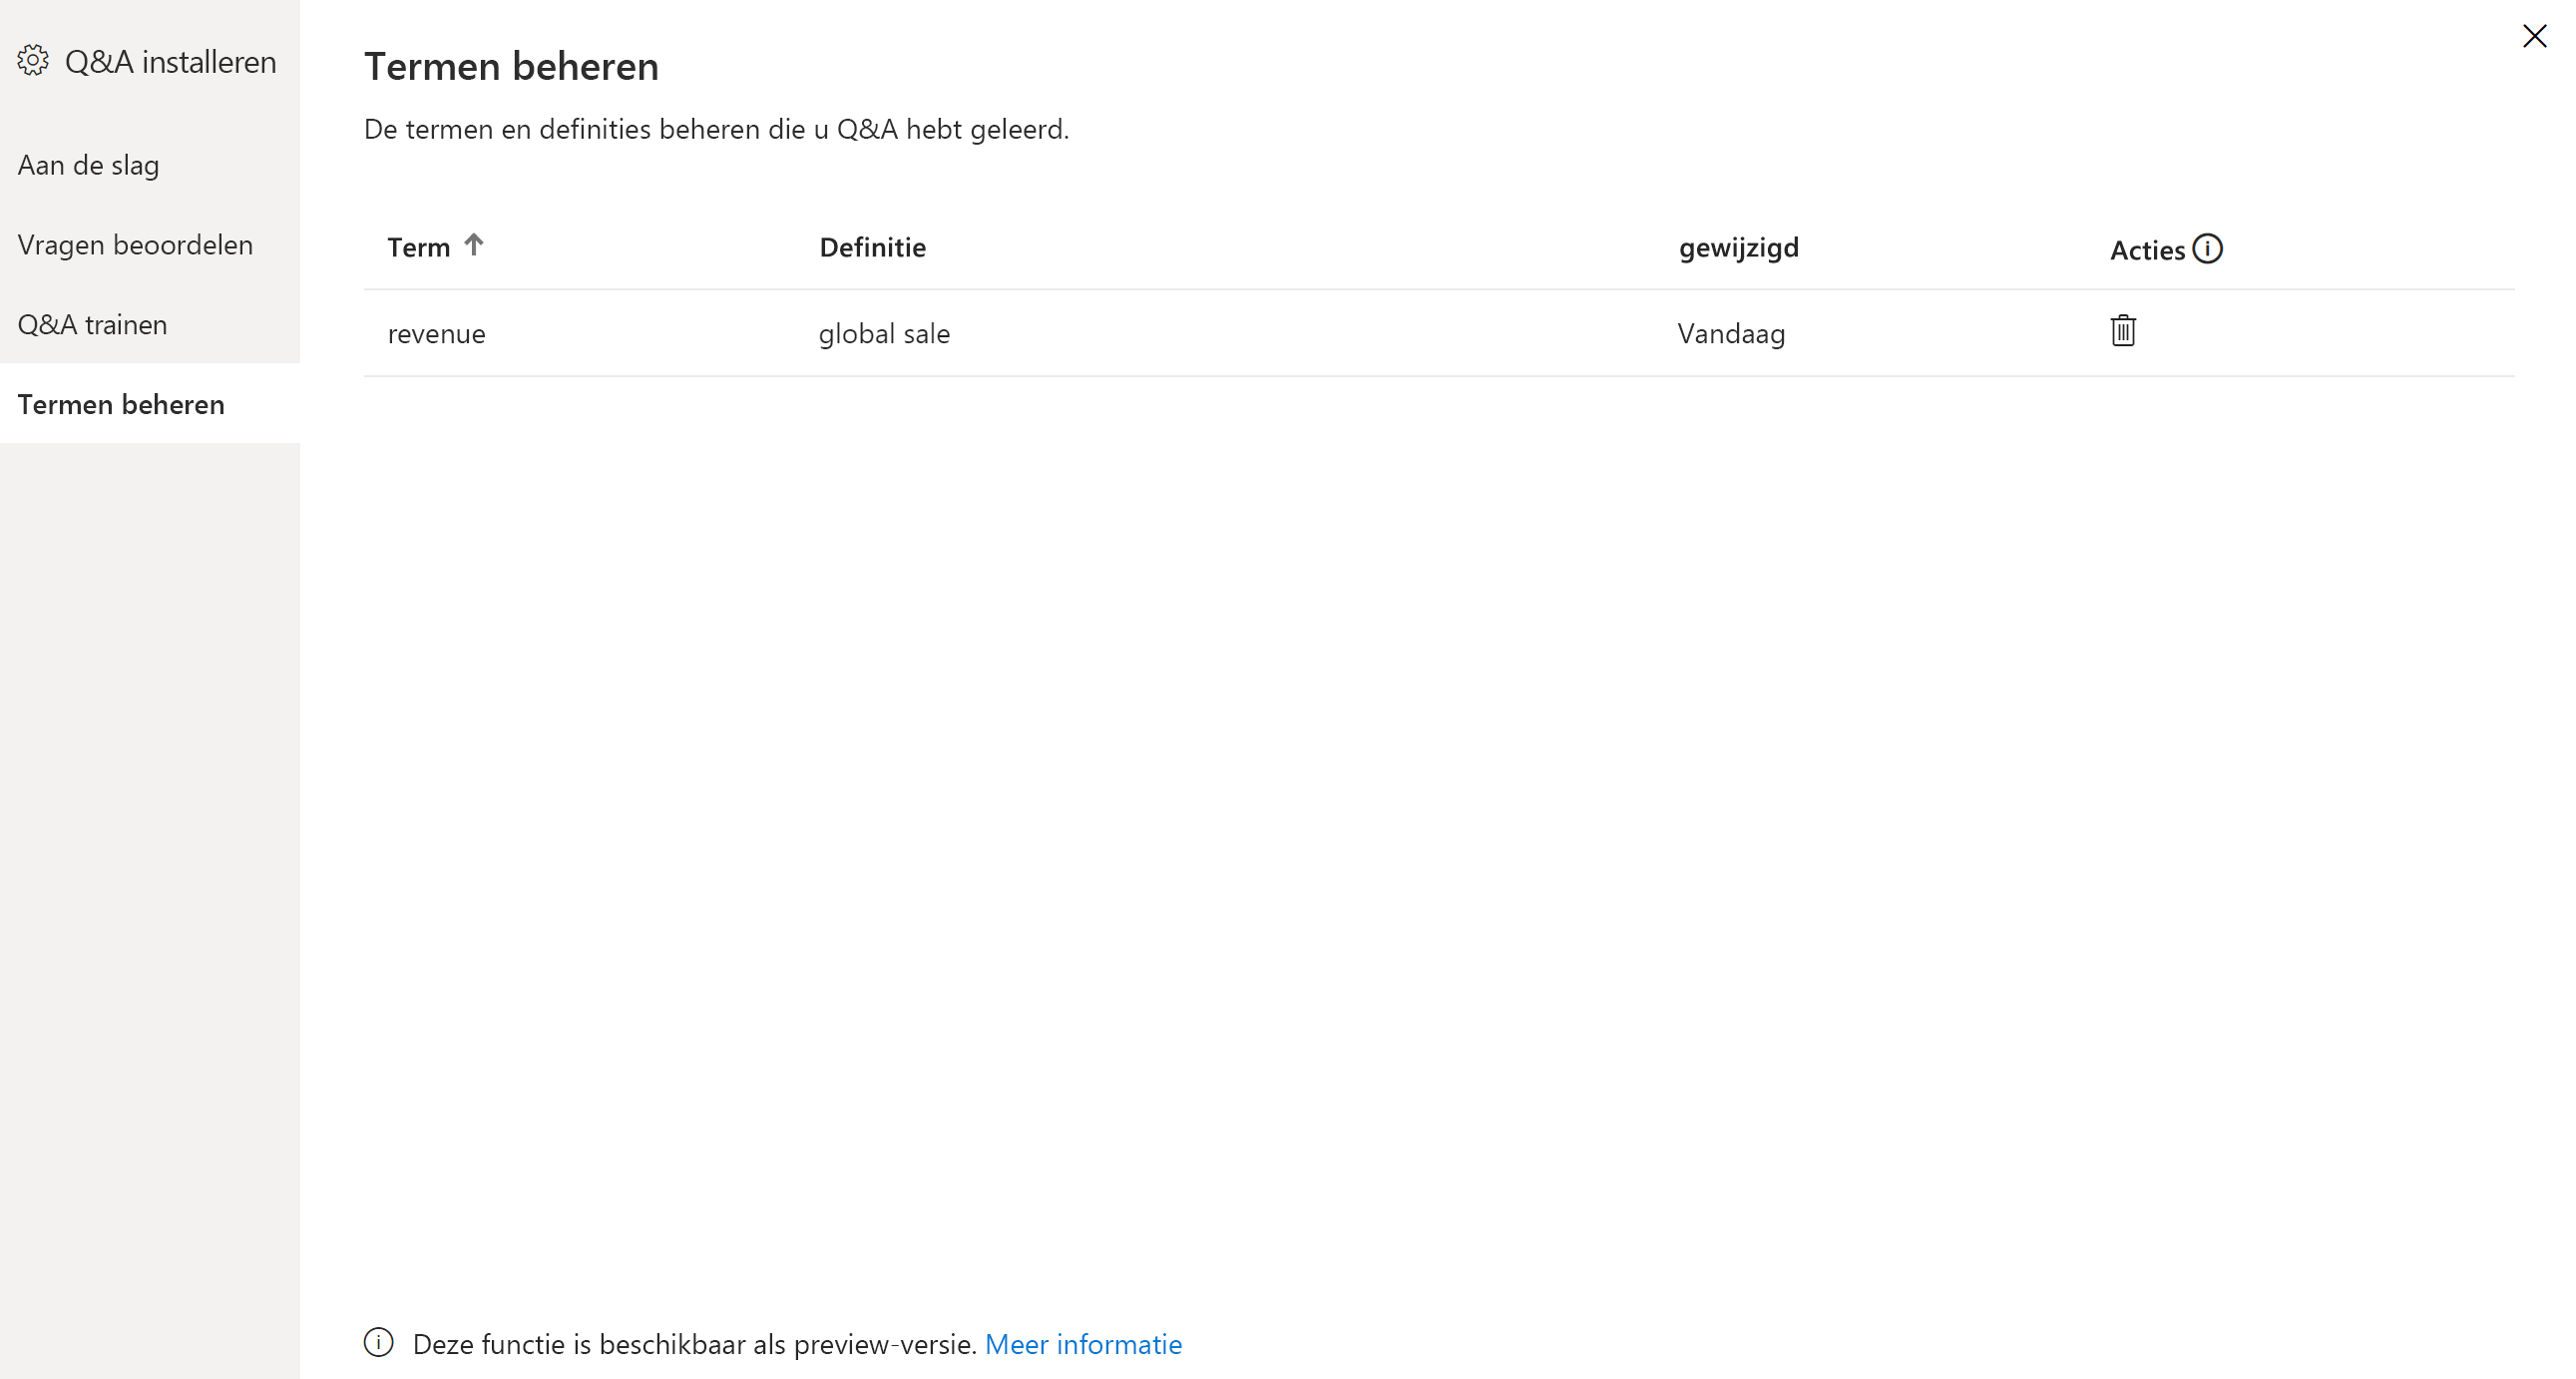 Q&A installeren
Aan de slag
Vragen beoordelen
Q&A trainen
Termen beheren
Termen beheren
De termen en definities beheren die u Q&A hebt geleerd.
Term Definitie gewijzigd Acties
revenue global sale Vandaag
Deze functie is beschikbaar als preview-versie. Meer informatie